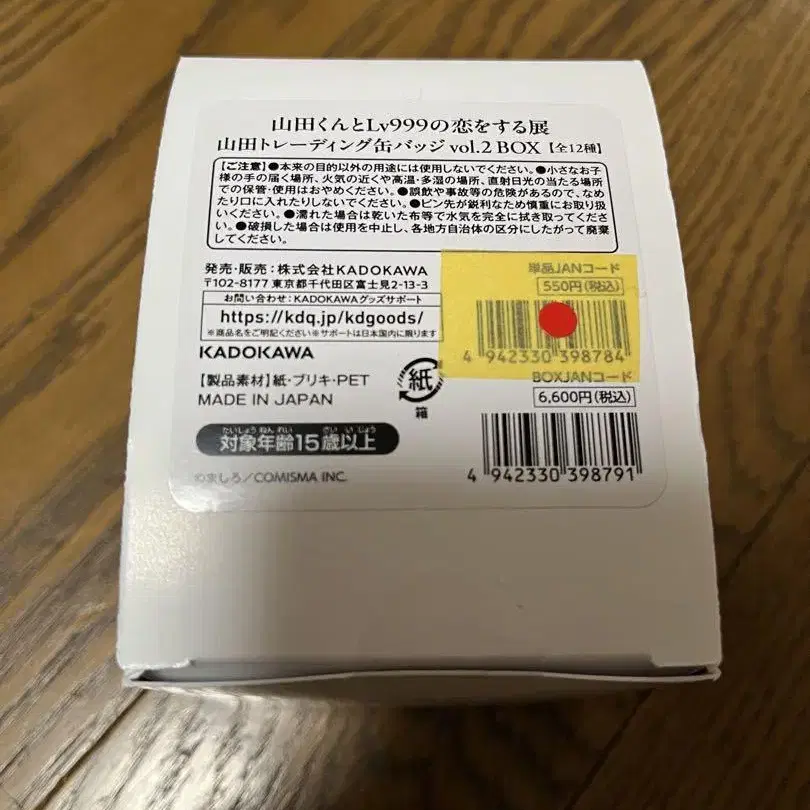 山田くんとLv999の恋をする展
山田トレーディング缶バッジ vol.2 BOX【全12種】
【ご注意】●本来の目的以外の用途には使用しないでください。●小さなお子
様の手の届く場所、火気の近くや高温・多湿の場所、直射日光の当たる場所
での保管・使用はおやめください。●誤飲や事故等の危険があるので、なめ
たり口に入れたりしないでください。●ピン先が鋭利なため慎重にお取り扱
いください。●濡れた場合は乾いた布等で水気を完全に拭き取ってくださ
い。●破損した場合は使用を中止し、各地方自治体の区分にしたがって廃棄
してください。
発売・販売:株式会社KADOKAWA
〒102-8177 東京都千代田区富士見2-13-3
お問い合わせ:KADOKAWAグッズサポート
https://kdq.jp/kdgoods/
※商品名をご明記ください※サポートは日本国内に限ります
KADOKAWA
【製品素材】紙・ブリキ・PET
MADE IN JAPAN
紙
箱
たいしょうねんれい さいいじょう
対象年齢15歳以上
©ましろ/COMISMA INC.
単品JANコード
550円(税込)
4 942330 398784
BOXJANコード
6,600円(税込)
4 942330 398791